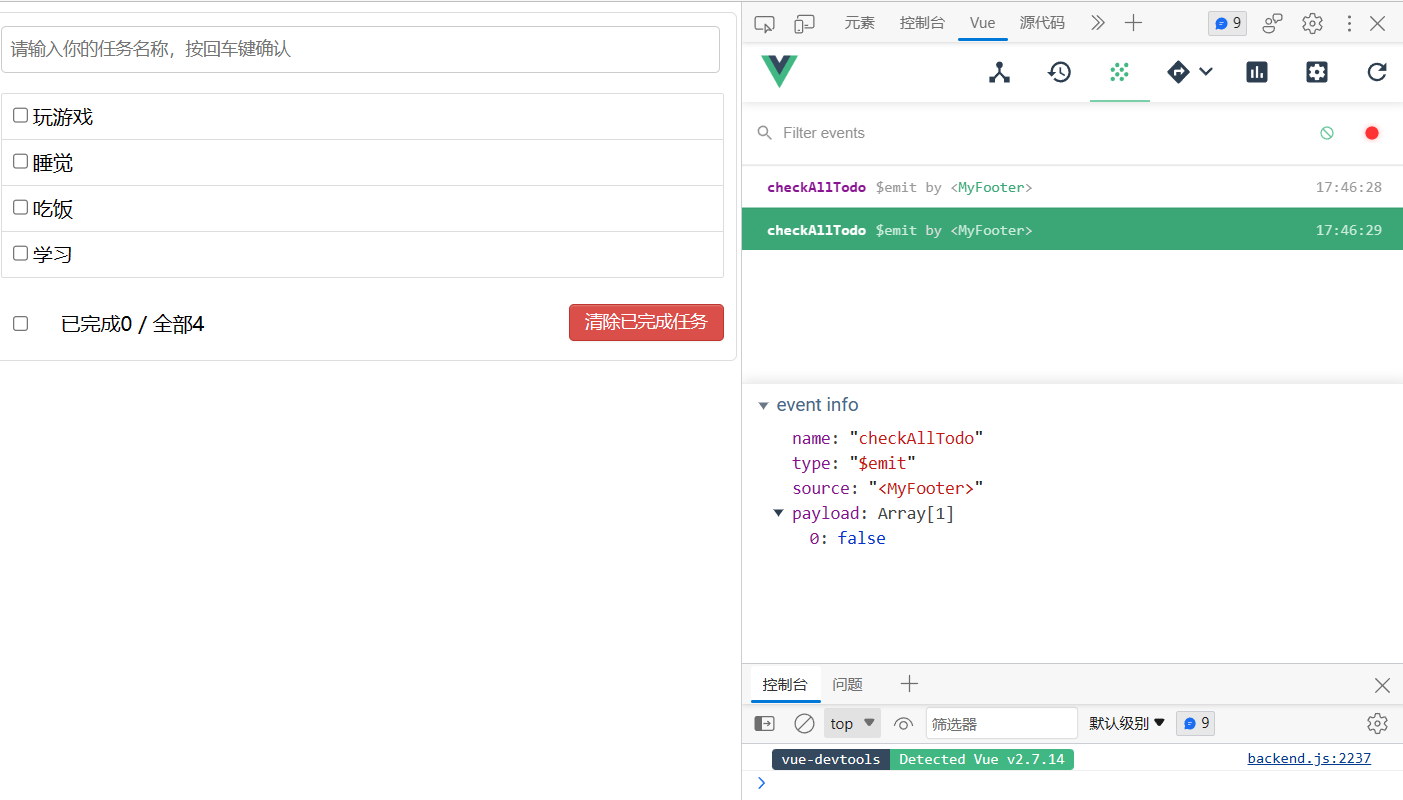 请输入你的任务名称，按回车键确认
玩游戏
睡觉
吃饭
学习
已完成0 / 全部4
清除已完成任务
元素 控制台 Vue 源代码 9
Filter events
checkAllTodo $emit by <MyFooter> 17:46:28
checkAllTodo $emit by <MyFooter> 17:46:29
event info
name: "checkAllTodo"
type: "$emit"
source: "<MyFooter>"
payload: Array[1]
0: false
控制台 问题
top 筛选器 默认级别 9
vue-devtools Detected Vue v2.7.14 backend.js:2237